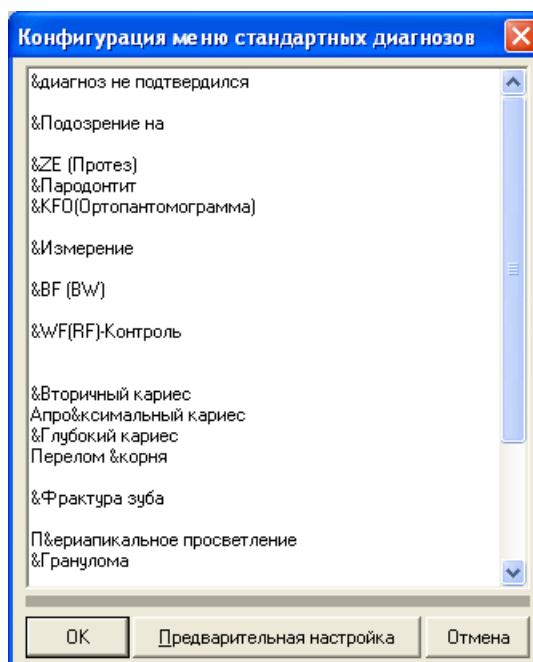 Конфигурация меню стандартных диагнозов
&диагноз не подтвердился
&Подозрение на
&ZE (Протез)
&Пародонтит
&KFO(Ортопантомограмма)
&Измерение
&BF (BW)
&WF(RF)-Контроль
&Вторичный кариес
Апро&ксимальный кариес
&Глубокий кариес
Перелом &корня
&Фрактура зуба
П&ериапикальное просветление
&Гранулома
OK
Предварительная настройка
Отмена